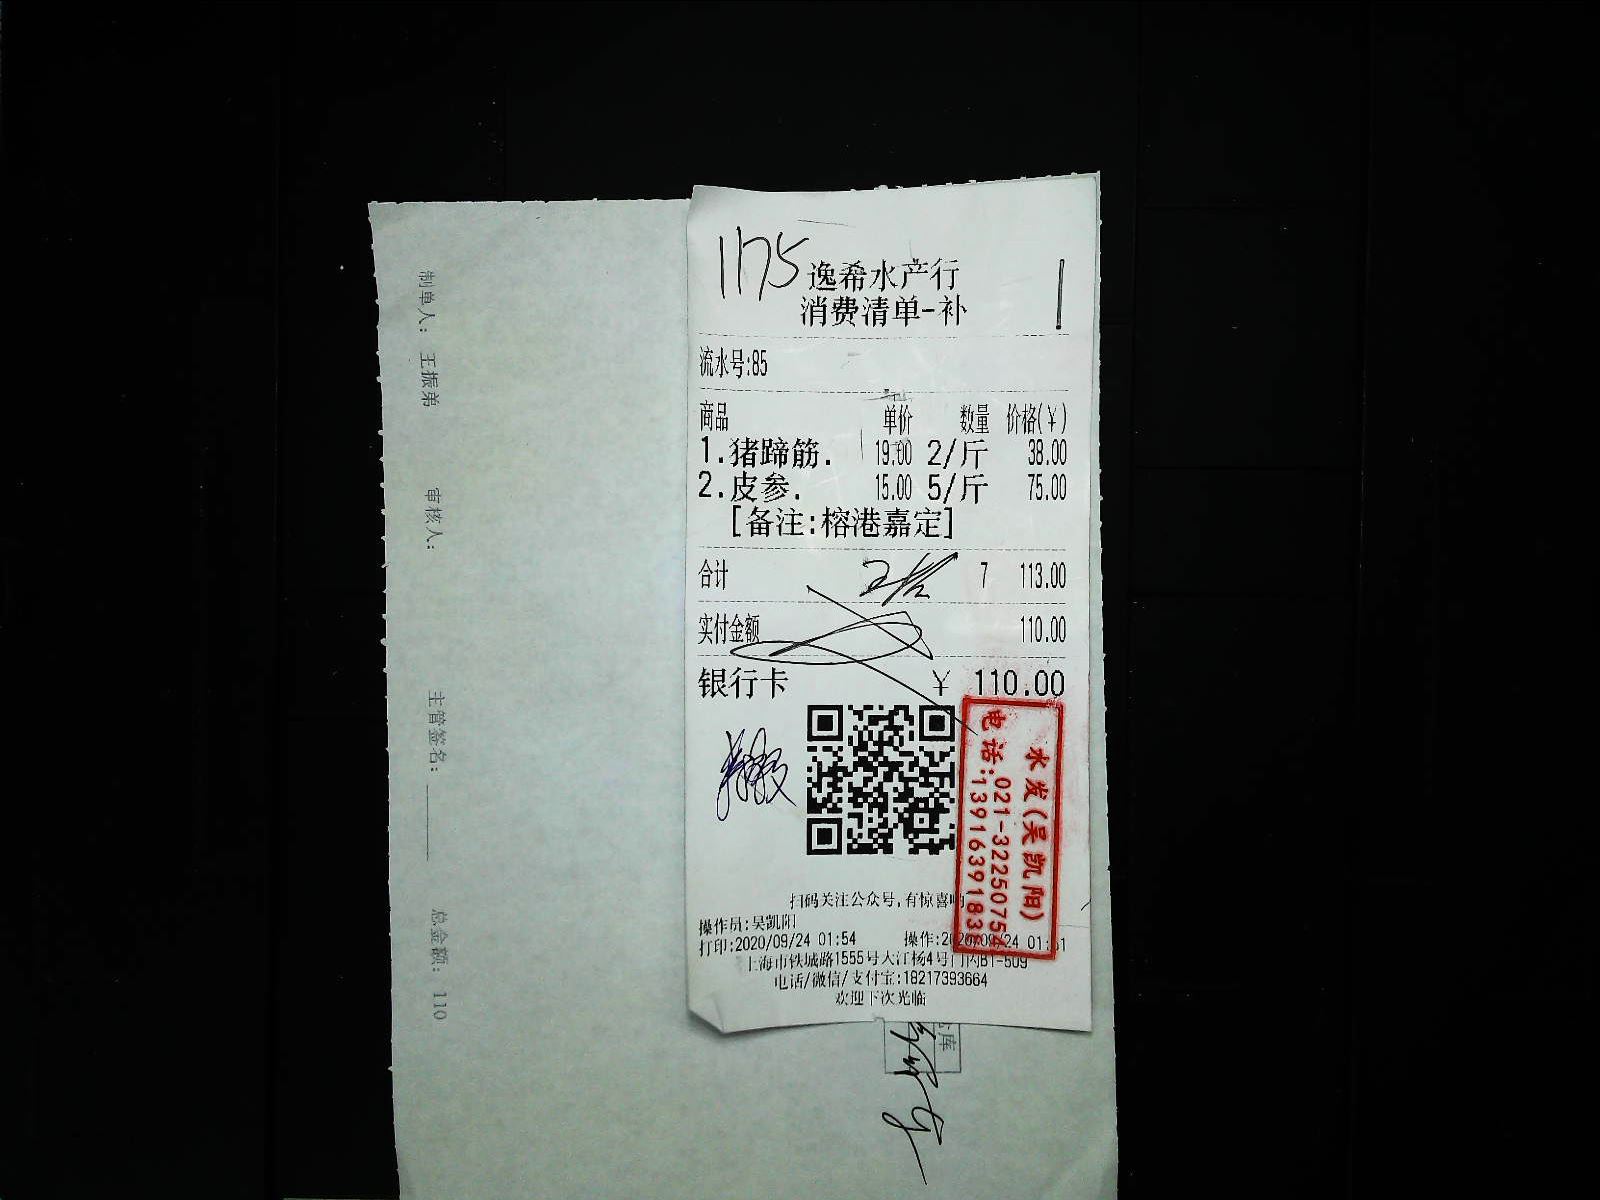 1175
逸希水产行
消费清单-补
流水号:85
商品 单价 数量 价格(¥)
1.猪蹄筋. 19.00 2/斤 38.00
2.皮参. 15.00 5/斤 75.00
[备注:榕港嘉定]
合计 7 113.00
实付金额 110.00
银行卡 ¥ 110.00
水发(吴凯阳)
电话:021-32250754
1391639183
扫码关注公众号,有惊喜哟
操作员:吴凯阳
打印:2020/09/24 01:54 操作:2020/09/24 01:51
上海市铁城路1555号大江杨4号门内B1-509
电话/微信/支付宝:18217393664
欢迎下次光临
制单人: 王振弟 审核人: 主管签名: 总金额: 110
库